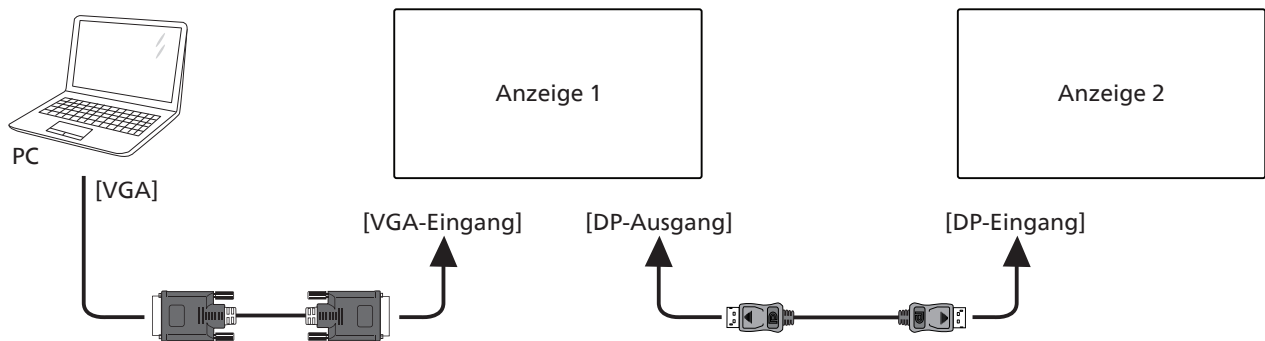 Anzeige 1
Anzeige 2
PC
[VGA]
[VGA-Eingang]
[DP-Ausgang]
[DP-Eingang]